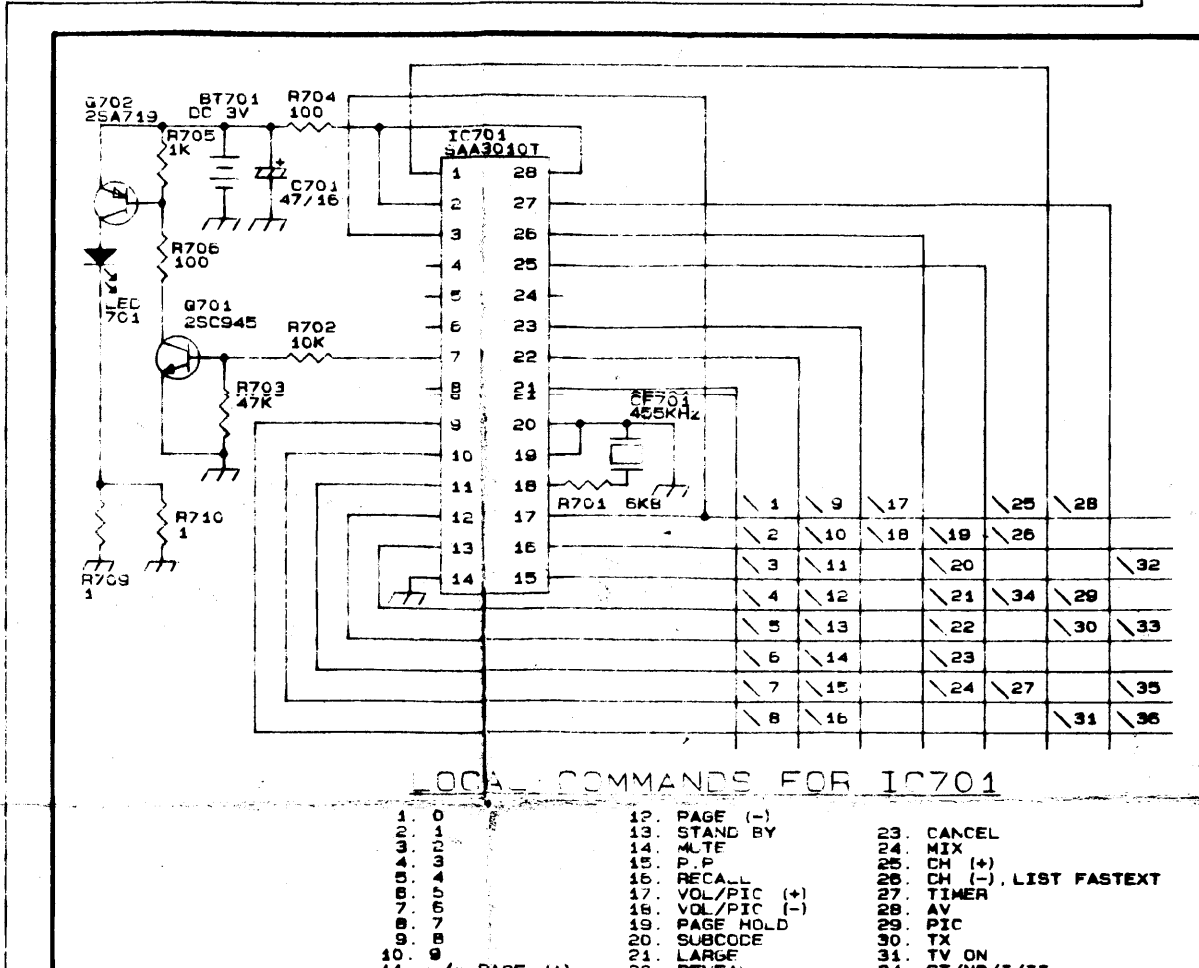 Q702
2SA719
BT701
DC 3V
R704
100
R705
1K
C701
47/16
IC701
SAA3010T
R706
100
LED
701
Q701
2SC945
R702
10K
R703
47K
R710
1
R709
1
CF701
455KHz
R701 6K8
1 28
2 27
3 26
4 25
5 24
6 23
7 22
8 21
9 20
10 19
11 18
12 17
13 16
14 15
1 9 17 25 28
2 10 18 19 26
3 11 20 32
4 12 21 34 29
5 13 22 30 33
6 14 23
7 15 24 27 35
8 16 31 36
LOCAL COMMANDS FOR IC701
1. 0
2. 1
3. 2
4. 3
5. 4
6. 5
7. 6
8. 7
9. 8
10. 9
12. PAGE (-)
13. STAND BY
14. MUTE
15. P.P
16. RECALL
17. VOL/PIC (+)
18. VOL/PIC (-)
19. PAGE HOLD
20. SUBCODE
21. LARGE
23. CANCEL
24. MIX
25. CH (+)
26. CH (-), LIST FASTEXT
27. TIMER
28. AV
29. PIC
30. TX
31. TV ON